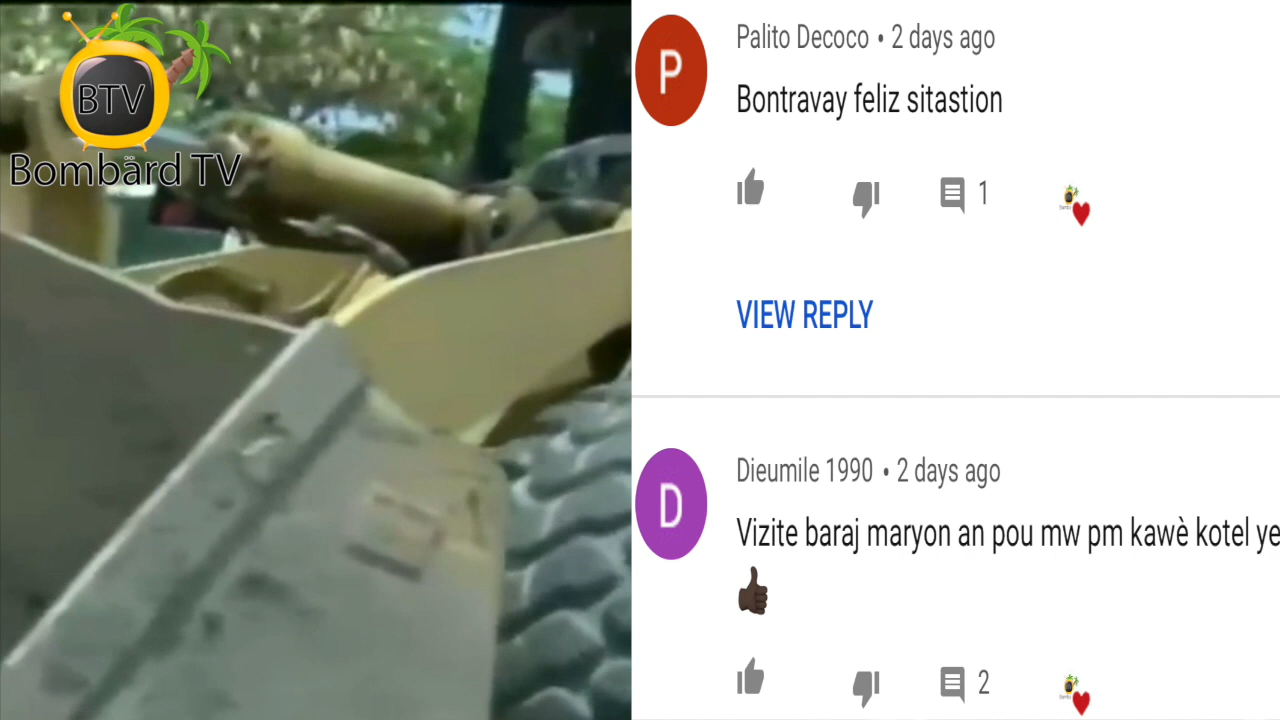 BTV
Bombärd TV
P
Palito Decoco • 2 days ago
Bontravay feliz sitastion
1
VIEW REPLY
D
Dieumile 1990 • 2 days ago
Vizite baraj maryon an pou mw pm kawè kotel ye
2